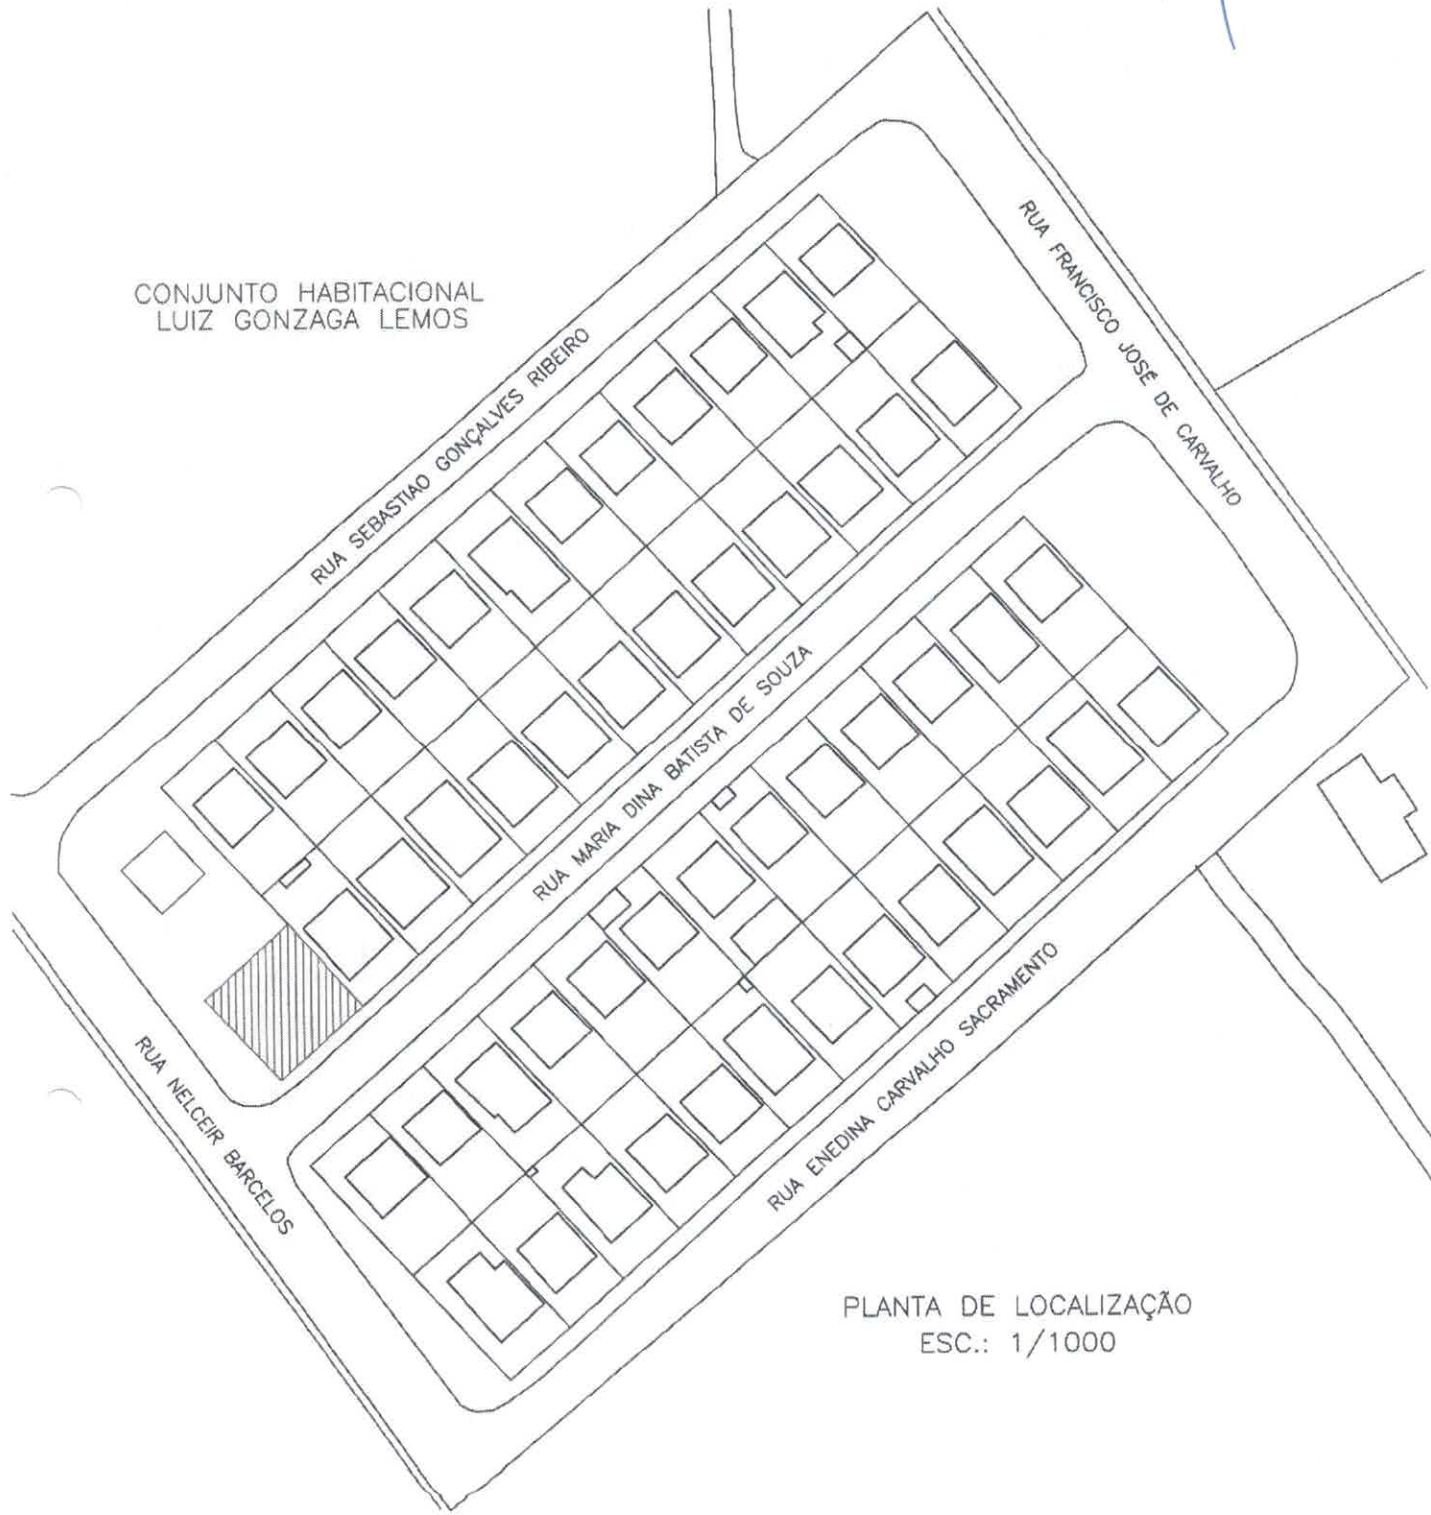 CONJUNTO HABITACIONAL
LUIZ GONZAGA LEMOS
RUA SEBASTIAO GONÇALVES RIBEIRO
RUA FRANCISCO JOSÉ DE CARVALHO
RUA MARIA DINA BATISTA DE SOUZA
RUA NELCEIR BARCELOS
RUA ENEDINA CARVALHO SACRAMENTO
PLANTA DE LOCALIZAÇÃO
ESC.: 1/1000